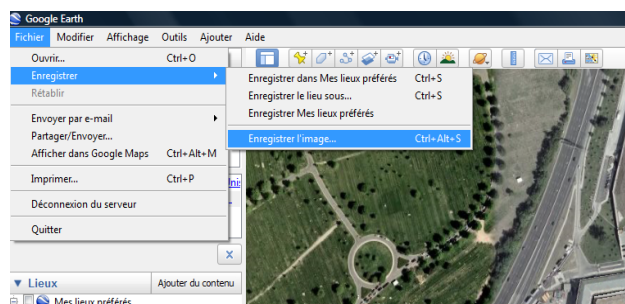 Google Earth
Fichier Modifier Affichage Outils Ajouter Aide
Ouvrir... Ctrl+O
Enregistrer
Rétablir
Envoyer par e-mail
Partager/Envoyer...
Afficher dans Google Maps Ctrl+Alt+M
Imprimer... Ctrl+P
Déconnexion du serveur
Quitter
Enregistrer dans Mes lieux préférés Ctrl+S
Enregistrer le lieu sous... Ctrl+S
Enregistrer Mes lieux préférés
Enregistrer l'image... Ctrl+Alt+S
X
Lieux Ajouter du contenu
Mes lieux préférés